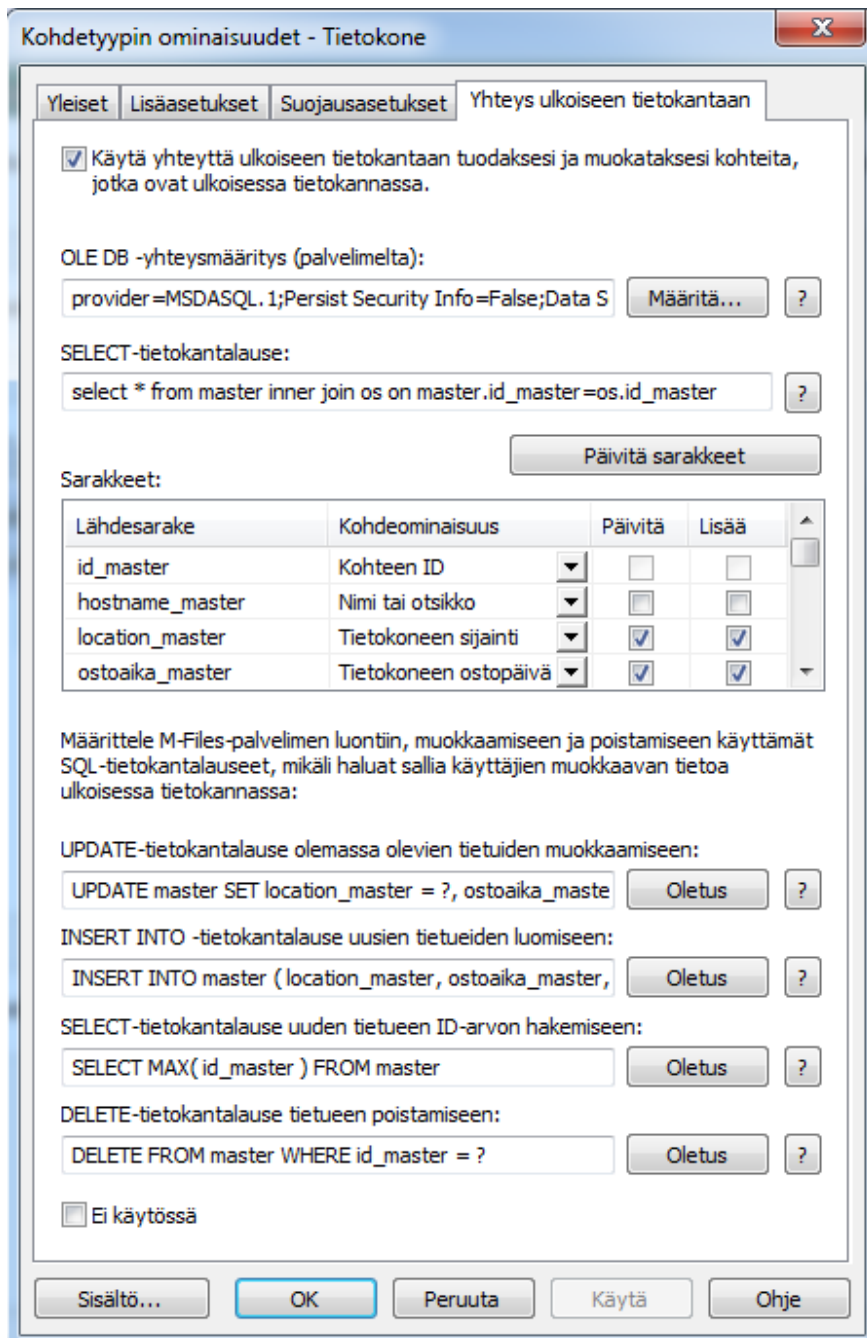 Kohdetyypin ominaisuudet - Tietokone
Yleiset Lisäasetukset Suojausasetukset Yhteys ulkoiseen tietokantaan
Käytä yhteyttä ulkoiseen tietokantaan tuodaksesi ja muokataksesi kohteita,
jotka ovat ulkoisessa tietokannassa.
OLE DB -yhteysmääritys (palvelimelta):
provider=MSDASQL.1;Persist Security Info=False;Data S Määritä... ?
SELECT-tietokantalause:
select * from master inner join os on master.id_master=os.id_master ?
Päivitä sarakkeet
Sarakkeet:
Lähdesarake Kohdeominaisuus Päivitä Lisää
id_master Kohteen ID
hostname_master Nimi tai otsikko
location_master Tietokoneen sijainti
ostoaika_master Tietokoneen ostopäivä
Määrittele M-Files-palvelimen luontiin, muokkaamiseen ja poistamiseen käyttämät
SQL-tietokantalauseet, mikäli haluat sallia käyttäjien muokkaavan tietoa
ulkoisessa tietokannassa:
UPDATE-tietokantalause olemassa olevien tietuiden muokkaamiseen:
UPDATE master SET location_master = ?, ostoaika_maste Oletus ?
INSERT INTO -tietokantalause uusien tietueiden luomiseen:
INSERT INTO master ( location_master, ostoaika_master, Oletus ?
SELECT-tietokantalause uuden tietueen ID-arvon hakemiseen:
SELECT MAX( id_master ) FROM master Oletus ?
DELETE-tietokantalause tietueen poistamiseen:
DELETE FROM master WHERE id_master = ? Oletus ?
Ei käytössä
Sisältö... OK Peruuta Käytä Ohje